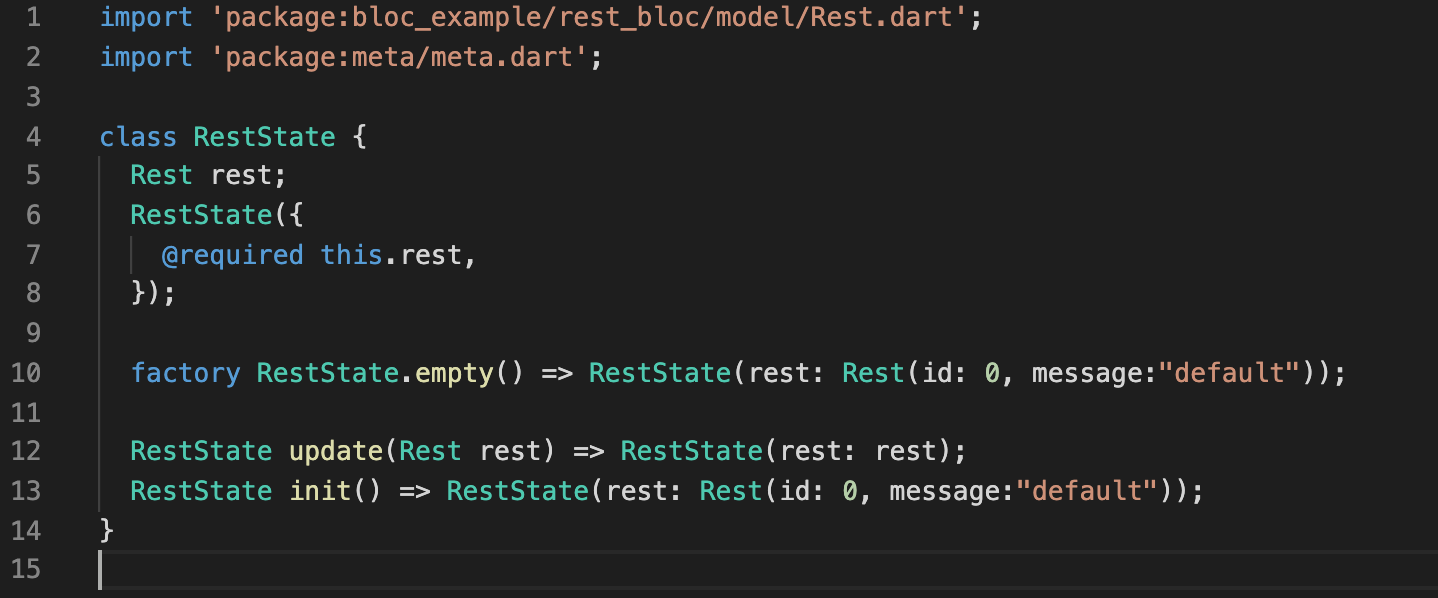 1 import 'package:bloc_example/rest_bloc/model/Rest.dart';
2 import 'package:meta/meta.dart';
3
4 class RestState {
5   Rest rest;
6   RestState({
7     @required this.rest,
8   });
9
10   factory RestState.empty() => RestState(rest: Rest(id: 0, message:"default"));
11
12   RestState update(Rest rest) => RestState(rest: rest);
13   RestState init() => RestState(rest: Rest(id: 0, message:"default"));
14 }
15